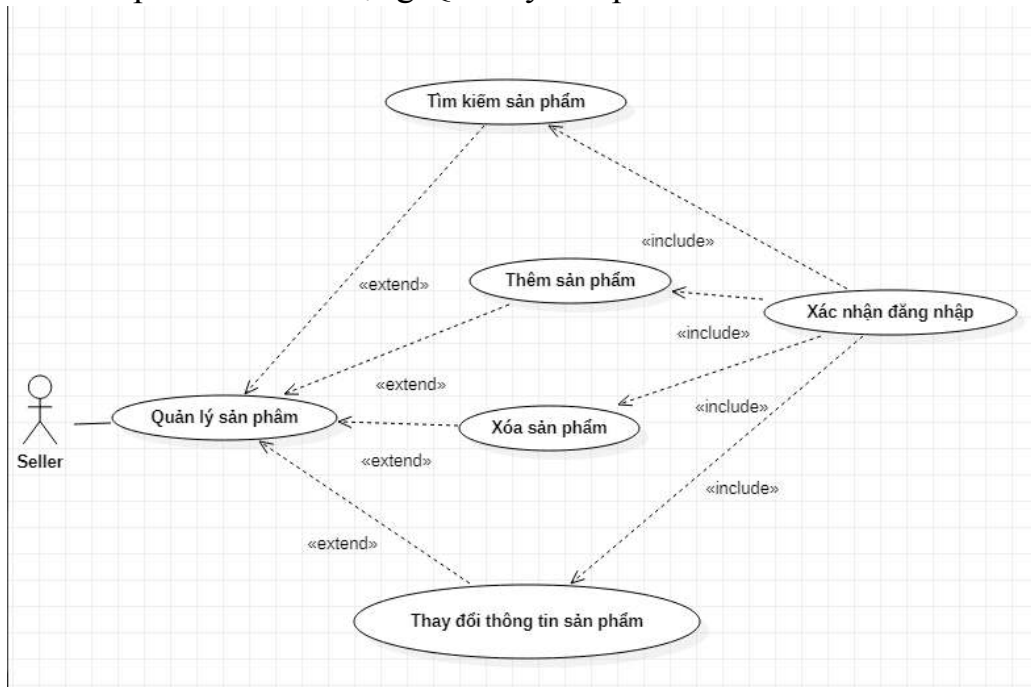 Tìm kiếm sản phẩm
«include»
Thêm sản phẩm
«extend»
Xác nhận đăng nhập
«include»
«extend»
Quản lý sản phâm
«include»
Xóa sản phẩm
«extend»
Seller
«include»
«extend»
Thay đổi thông tin sản phẩm